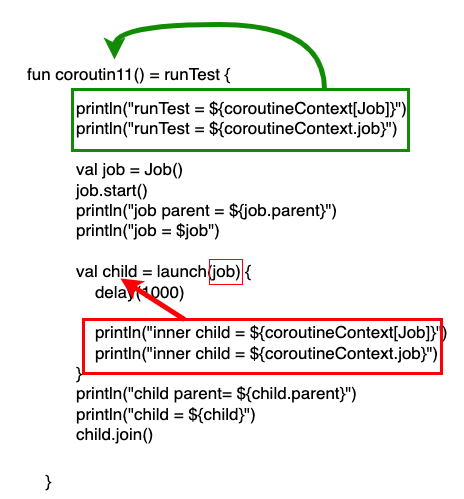 fun coroutin11() = runTest {
println("runTest = ${coroutineContext[Job]}")
println("runTest = ${coroutineContext.job}")
val job = Job()
job.start()
println("job parent = ${job.parent}")
println("job = $job")
val child = launch(job) {
delay(1000)
println("inner child = ${coroutineContext[Job]}")
println("inner child = ${coroutineContext.job}")
}
println("child parent= ${child.parent}")
println("child = ${child}")
child.join()
}